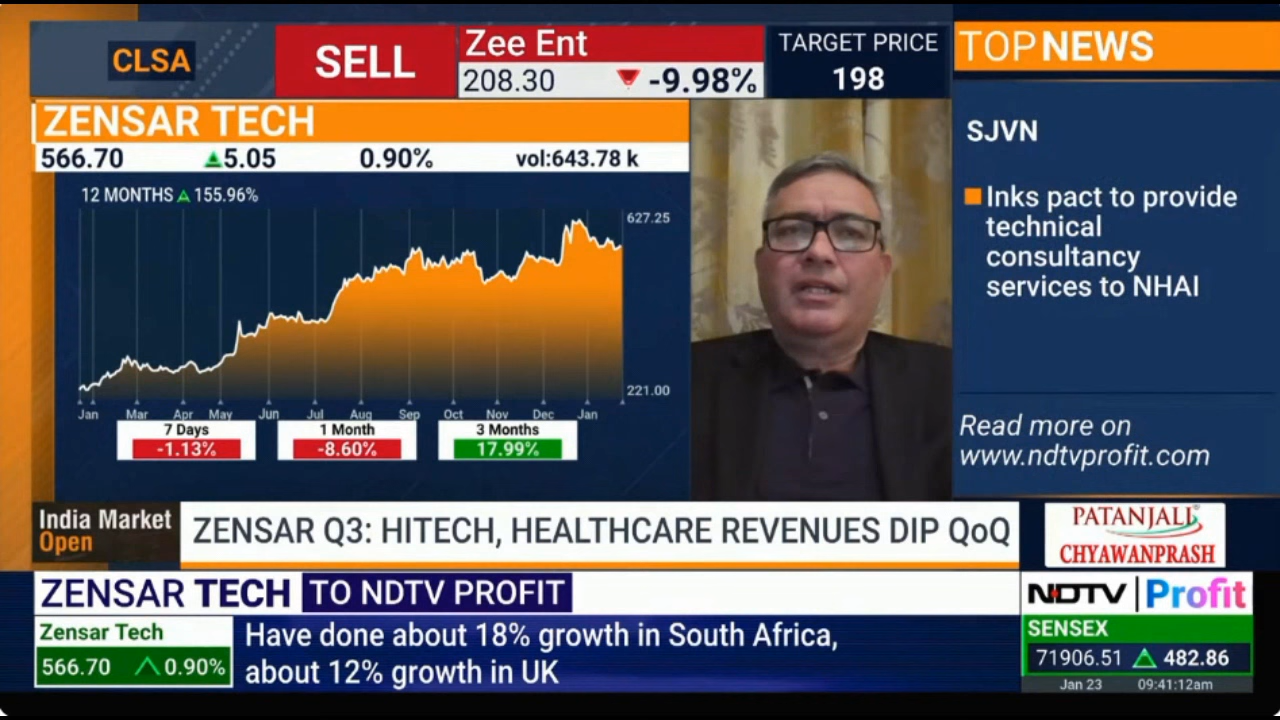 CLSA
SELL
Zee Ent
208.30 ▼ -9.98%
TARGET PRICE
198
TOP NEWS
ZENSAR TECH
566.70 ▲5.05 0.90% vol:643.78 k
12 MONTHS ▲ 155.96%
627.25
221.00
Jan Mar Apr May Jun Jul Aug Sep Oct Nov Dec Jan
7 Days
-1.13%
1 Month
-8.60%
3 Months
17.99%
SJVN
Inks pact to provide
technical
consultancy
services to NHAI
Read more on
www.ndtvprofit.com
India Market
Open
ZENSAR Q3: HITECH, HEALTHCARE REVENUES DIP QoQ
PATANJALI
CHYAWANPRASH
ZENSAR TECH TO NDTV PROFIT
NDTV | Profit
Zensar Tech
566.70 0.90%
Have done about 18% growth in South Africa,
about 12% growth in UK
SENSEX
71906.51 ▲ 482.86
Jan 23 09:41:12am